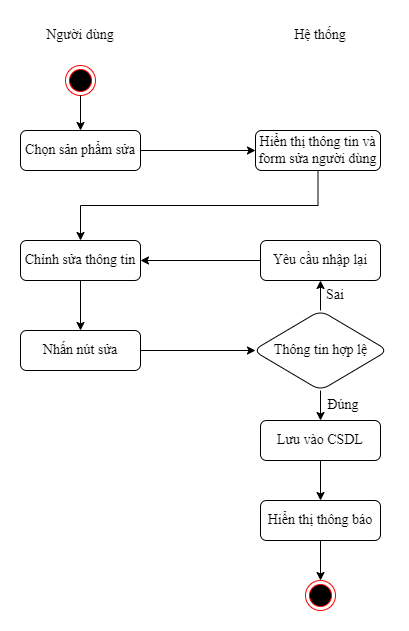 Người dùng
Hệ thống
Chọn sản phẩm sửa
Hiển thị thông tin và
form sửa người dùng
Chỉnh sửa thông tin
Yêu cầu nhập lại
Sai
Nhấn nút sửa
Thông tin hợp lệ
Đúng
Lưu vào CSDL
Hiển thị thông báo